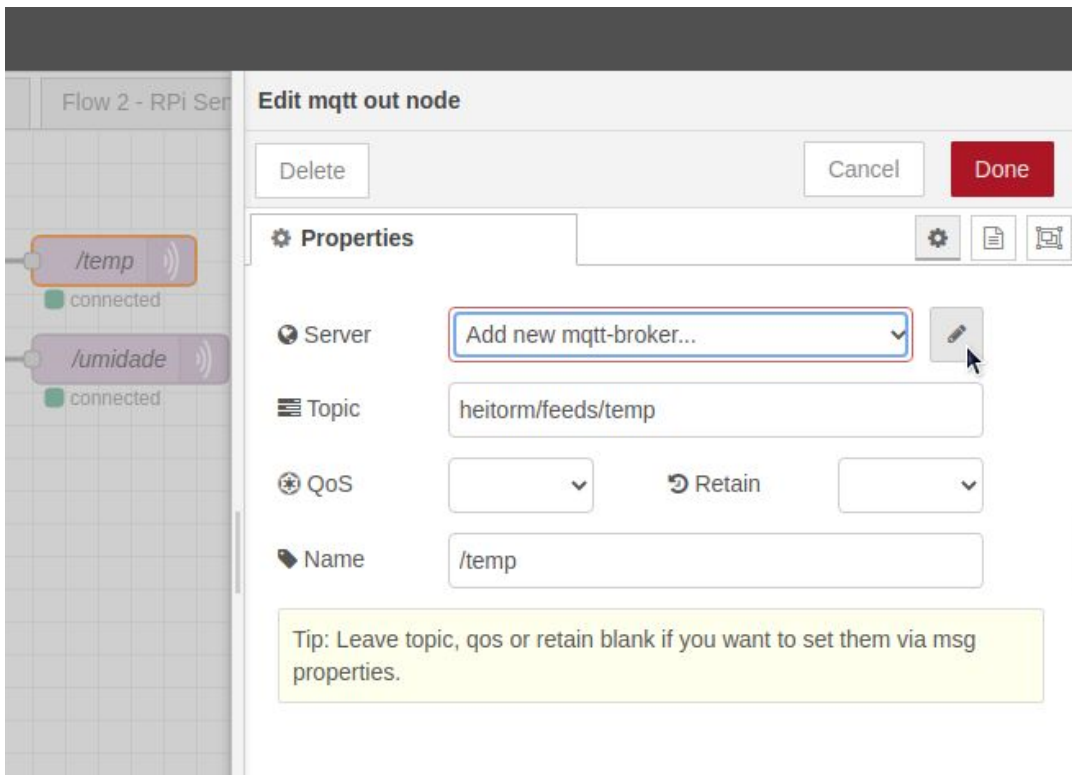 Flow 2 - RPi Ser
Edit mqtt out node
Delete
Cancel
Done
Properties
/temp
connected
/umidade
connected
Server
Add new mqtt-broker...
Topic
heitorm/feeds/temp
QoS
Retain
Name
/temp
Tip: Leave topic, qos or retain blank if you want to set them via msg
properties.